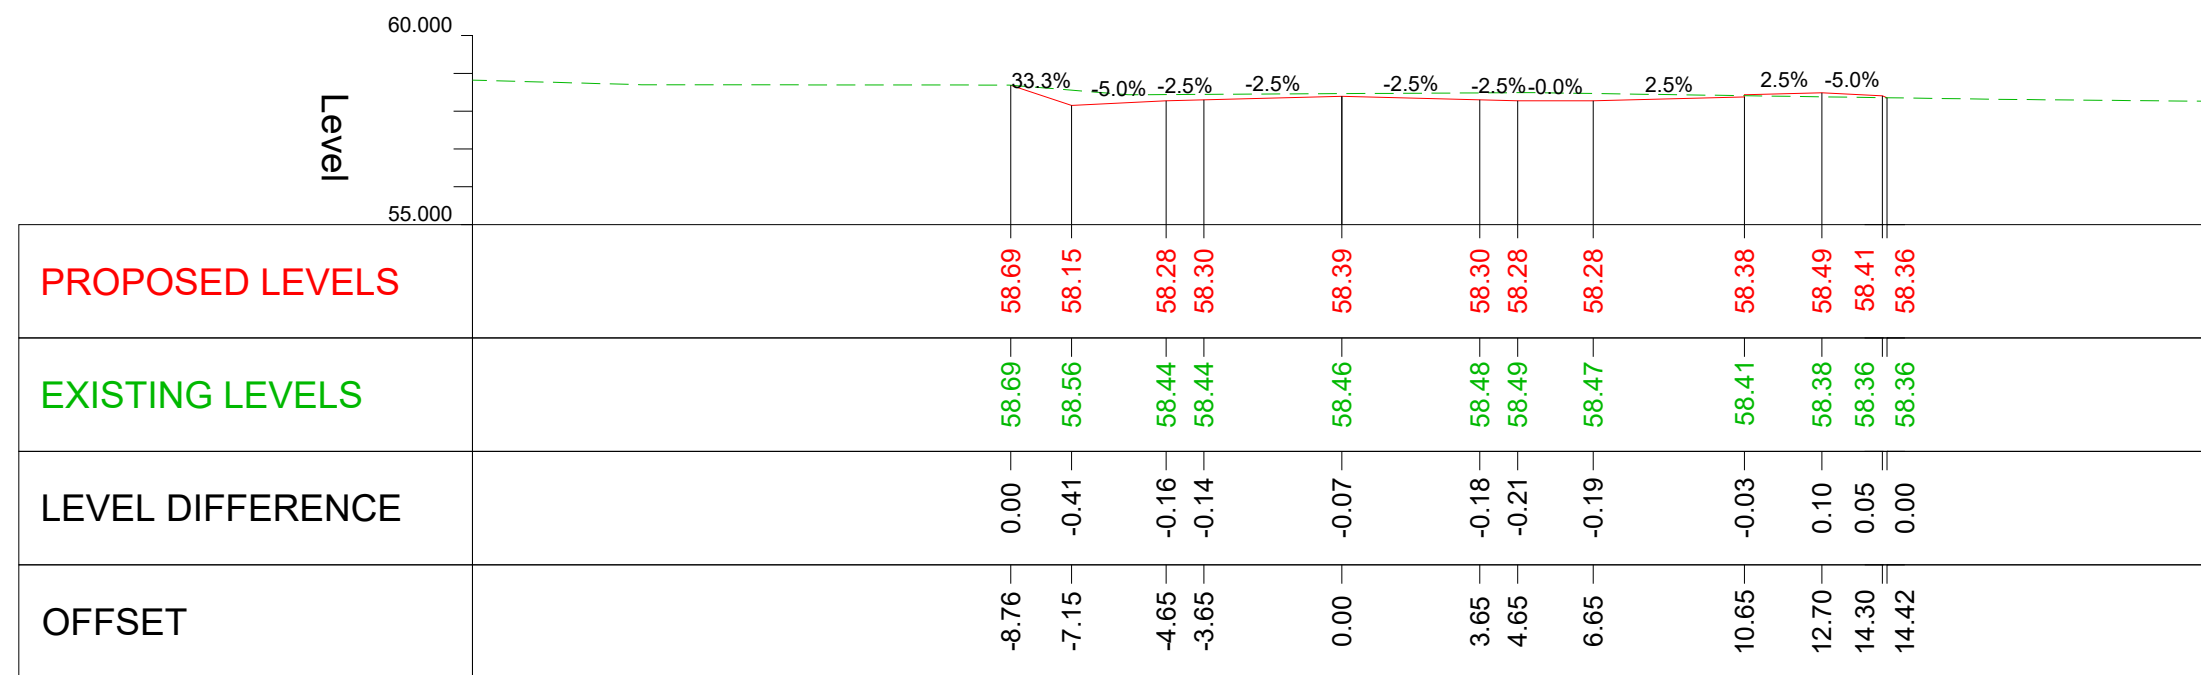 60.000
Level
55.000
33.3% -5.0% -2.5% -2.5% -2.5% -2.5% -0.0% 2.5% 2.5% -5.0%
PROPOSED LEVELS 58.69 58.15 58.28 58.30 58.39 58.30 58.28 58.28 58.38 58.49 58.41 58.36
EXISTING LEVELS 58.69 58.56 58.44 58.44 58.46 58.48 58.49 58.47 58.41 58.38 58.36 58.36
LEVEL DIFFERENCE 0.00 -0.41 -0.16 -0.14 -0.07 -0.18 -0.21 -0.19 -0.03 0.10 0.05 0.00
OFFSET -8.76 -7.15 -4.65 -3.65 0.00 3.65 4.65 6.65 10.65 12.70 14.30 14.42